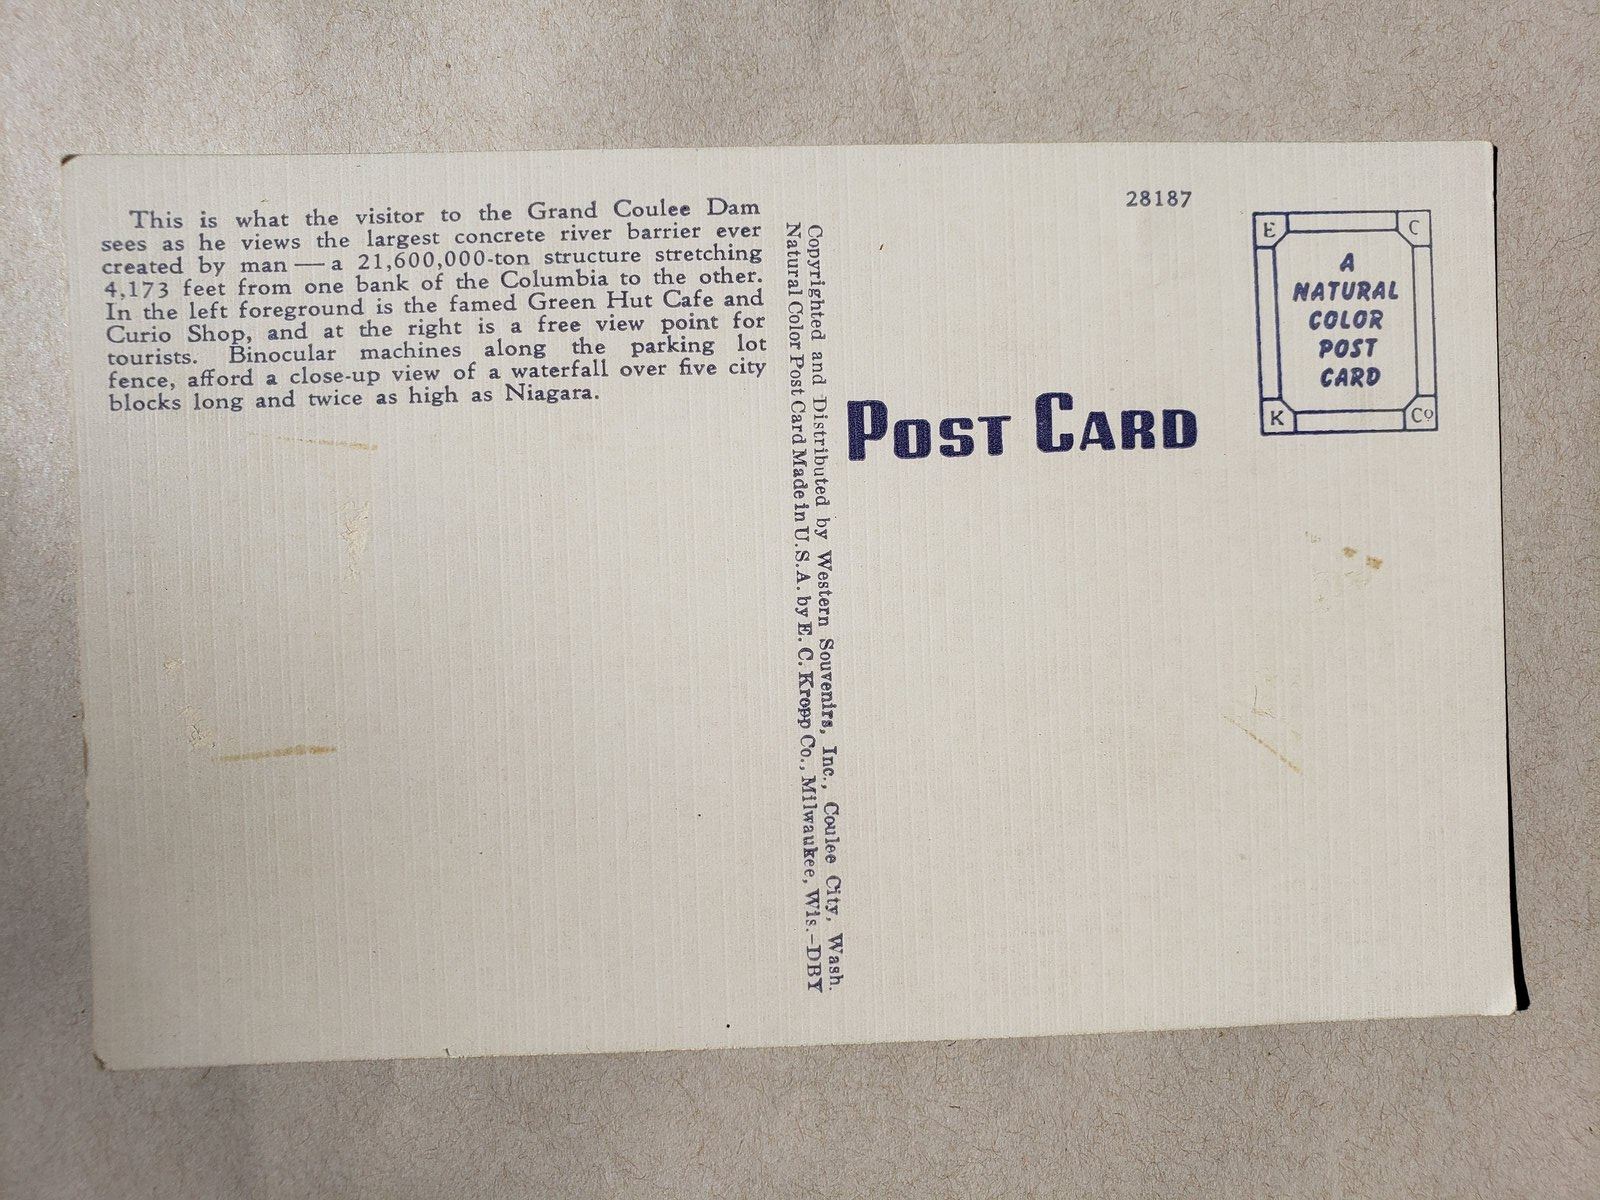 This is what the visitor to the Grand Coulee Dam
sees as he views the largest concrete river barrier ever
created by man — a 21,600,000-ton structure stretching
4,173 feet from one bank of the Columbia to the other.
In the left foreground is the famed Green Hut Cafe and
Curio Shop, and at the right is a free view point for
tourists. Binocular machines along the parking lot
fence, afford a close-up view of a waterfall over five city
blocks long and twice as high as Niagara.
Copyrighted and Distributed by Western Souvenirs, Inc., Coulee City, Wash.
Natural Color Post Card Made in U.S.A. by E. C. Kropp Co., Milwaukee, Wis.-DBY
28187
POST CARD
E C
A
NATURAL
COLOR
POST
CARD
K Co